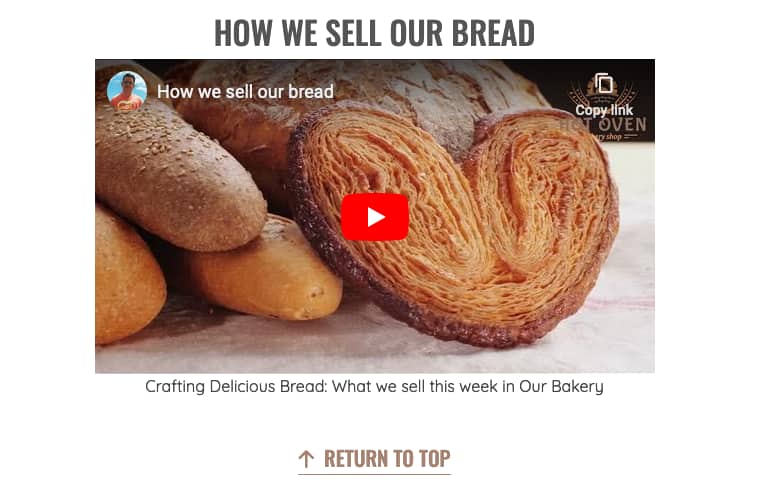 HOW WE SELL OUR BREAD
How we sell our bread
Copy link
HOT OVEN
bakery shop
Crafting Delicious Bread: What we sell this week in Our Bakery
↑ RETURN TO TOP